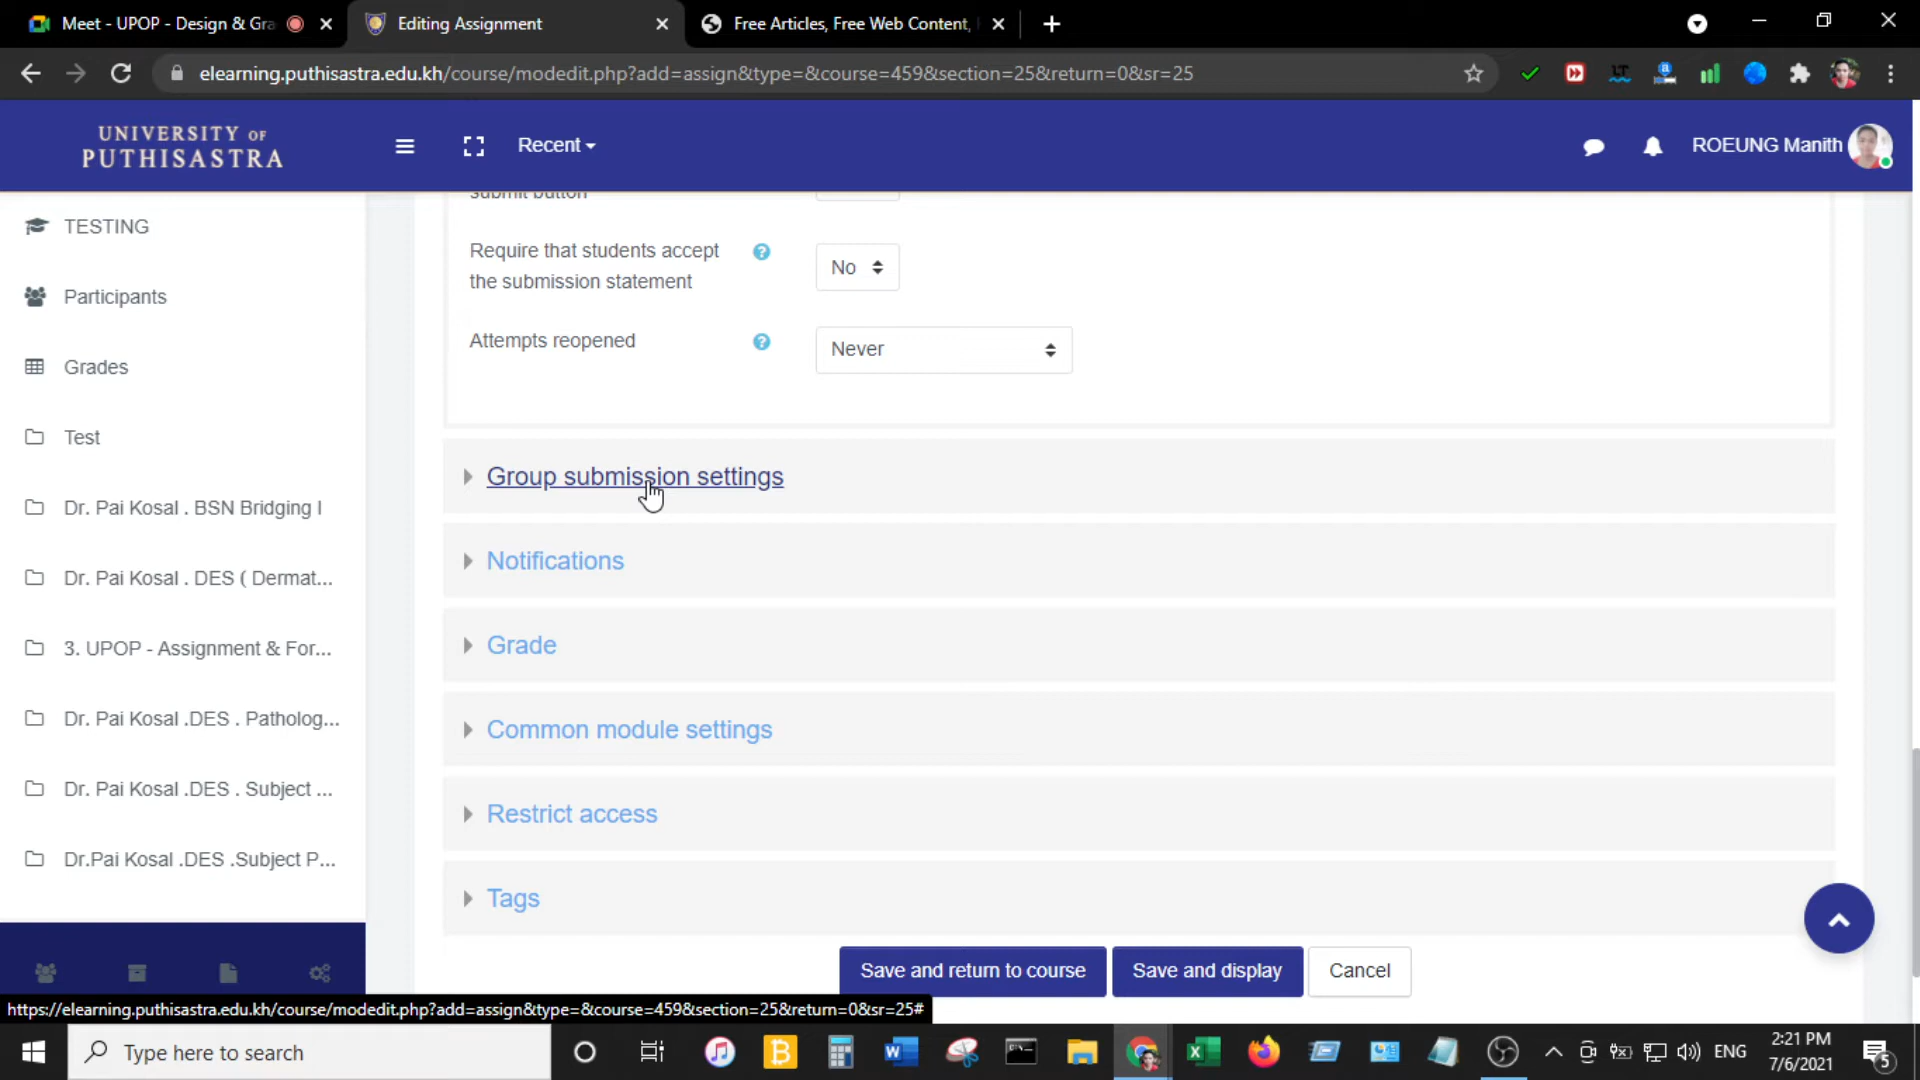 Meet - UPOP - Design & Gra
Editing Assignment
Free Articles, Free Web Content,
elearning.puthisastra.edu.kh/course/modedit.php?add=assign&type=&course=459&section=25&return=0&sr=25
UNIVERSITY OF
PUTHISASTRA
Recent
ROEUNG Manith
TESTING
Participants
Grades
Test
Dr. Pai Kosal . BSN Bridging I
Dr. Pai Kosal . DES ( Dermat...
3. UPOP - Assignment & For...
Dr. Pai Kosal .DES . Patholog...
Dr. Pai Kosal .DES . Subject ...
Dr.Pai Kosal .DES .Subject P...
submit button
Require that students accept
the submission statement
No
Attempts reopened
Never
Group submission settings
Notifications
Grade
Common module settings
Restrict access
Tags
Save and return to course
Save and display
Cancel
https://elearning.puthisastra.edu.kh/course/modedit.php?add=assign&type=&course=459&section=25&return=0&sr=25#
Type here to search
ENG
2:21 PM
7/6/2021
5